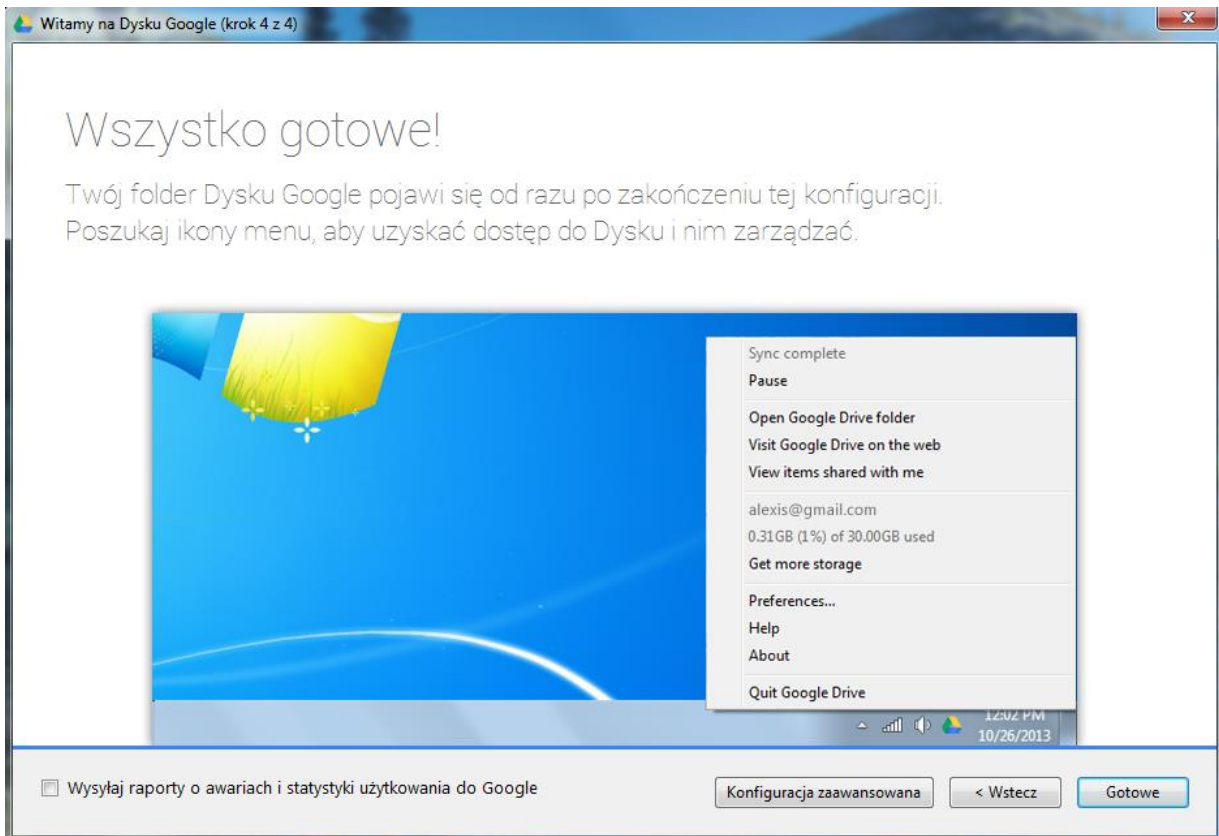 Witamy na Dysku Google (krok 4 z 4)
Wszystko gotowe!
Twój folder Dysku Google pojawi się od razu po zakończeniu tej konfiguracji.
Poszukaj ikony menu, aby uzyskać dostęp do Dysku i nim zarządzać.
Sync complete
Pause
Open Google Drive folder
Visit Google Drive on the web
View items shared with me
alexis@gmail.com
0.31GB (1%) of 30.00GB used
Get more storage
Preferences...
Help
About
Quit Google Drive
12:02 PM
10/26/2013
Wysyłaj raporty o awariach i statystyki użytkowania do Google
Konfiguracja zaawansowana
< Wstecz
Gotowe